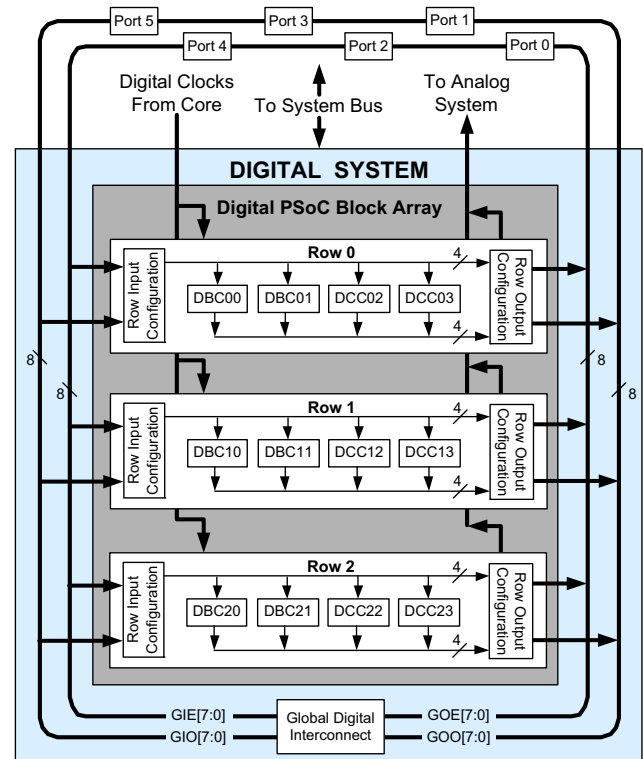 Port 5
Port 3
Port 1
Port 4
Port 2
Port 0
Digital Clocks
From Core
To System Bus
To Analog
System
DIGITAL SYSTEM
Digital PSoC Block Array
Row Input
Configuration
Row 0
4
DBC00
DBC01
DCC02
DCC03
4
Row Output
Configuration
8
8
8
8
Row Input
Configuration
Row 1
4
DBC10
DBC11
DCC12
DCC13
4
Row Output
Configuration
Row Input
Configuration
Row 2
4
DBC20
DBC21
DCC22
DCC23
4
Row Output
Configuration
GIE[7:0]
GIO[7:0]
Global Digital
Interconnect
GOE[7:0]
GOO[7:0]